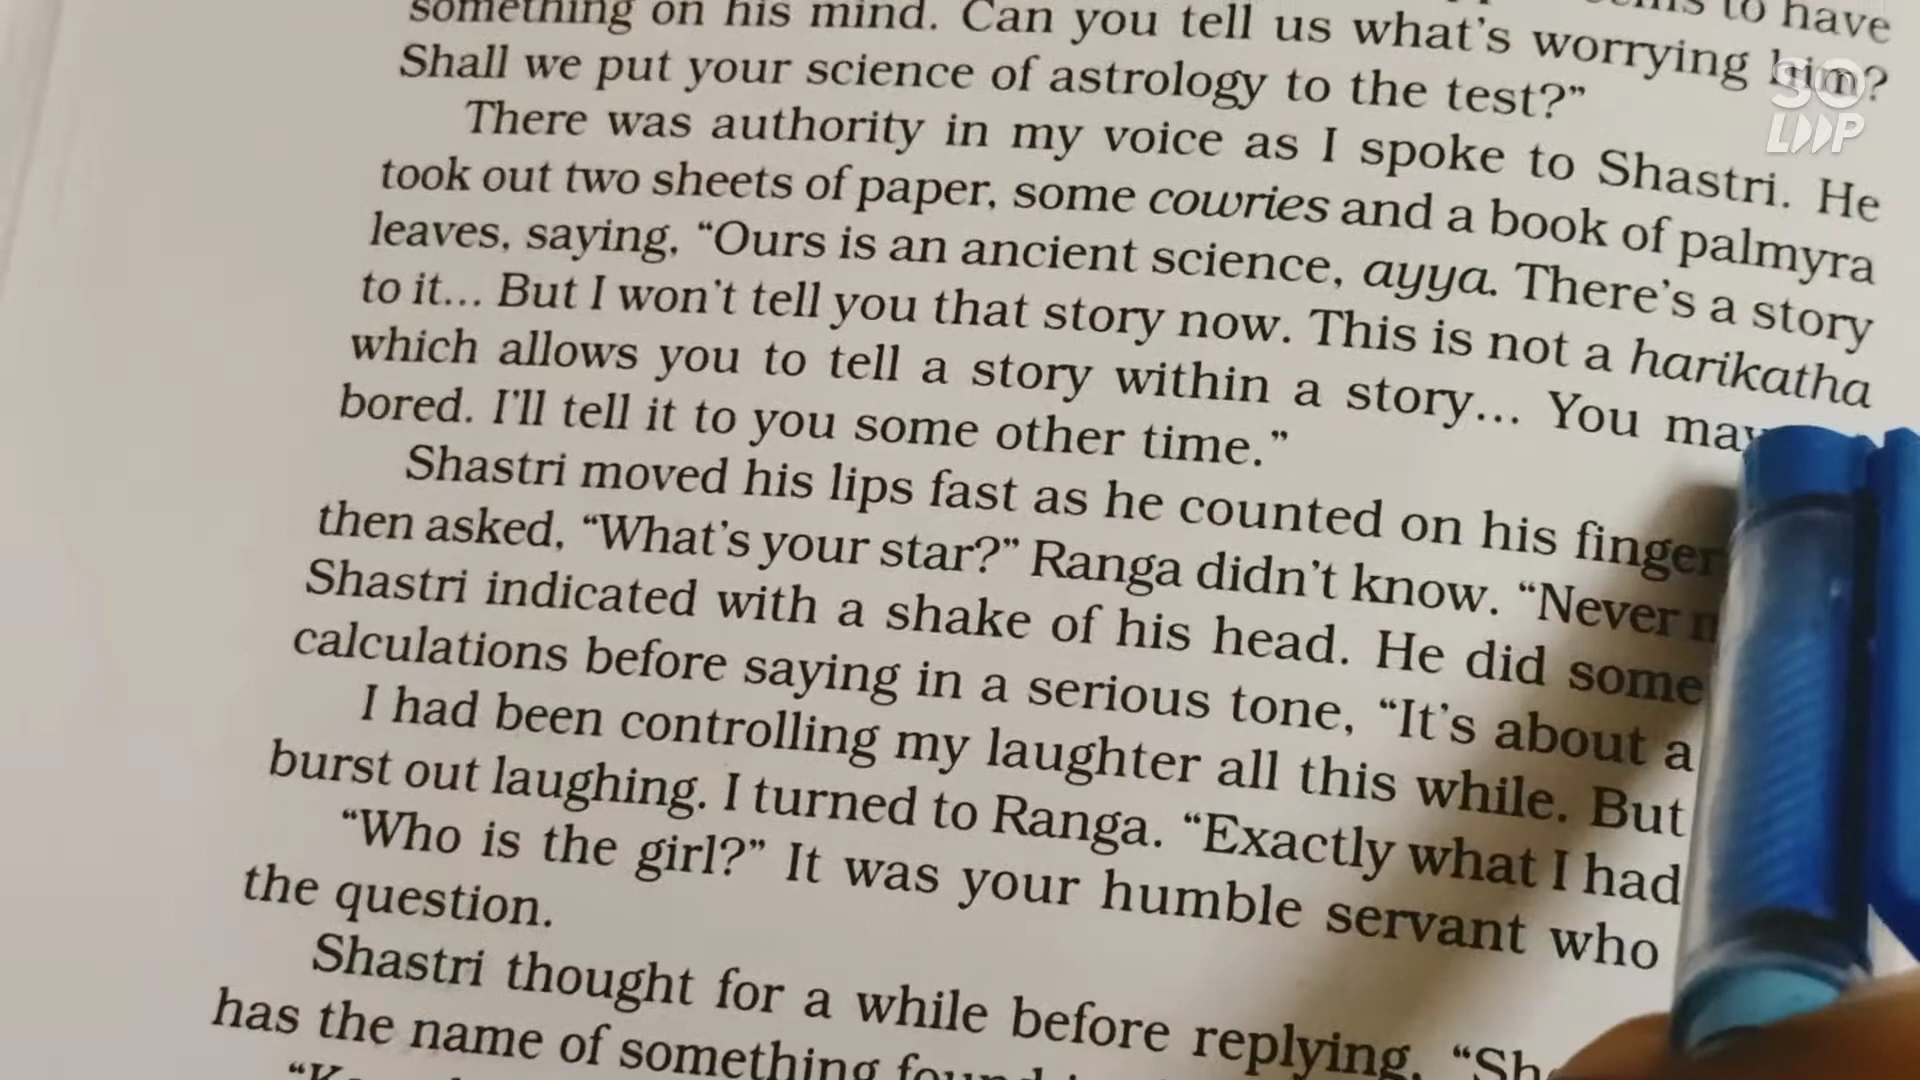 something on his mind. Can you tell us what's worrying him? to have
Shall we put your science of astrology to the test?”
There was authority in my voice as I spoke to Shastri. He
took out two sheets of paper, some cowries and a book of palmyra
leaves, saying, “Ours is an ancient science, ayya. There's a story
to it... But I won't tell you that story now. This is not a harikatha
which allows you to tell a story within a story... You may
bored. I'll tell it to you some other time.”
Shastri moved his lips fast as he counted on his finger
then asked, “What's your star?” Ranga didn't know. “Never
Shastri indicated with a shake of his head. He did some
calculations before saying in a serious tone, “It's about a
I had been controlling my laughter all this while. But
burst out laughing. I turned to Ranga. “Exactly what I had
“Who is the girl?” It was your humble servant who
the question.
Shastri thought for a while before replying, “Sh
has the name of something
SO
LOOP